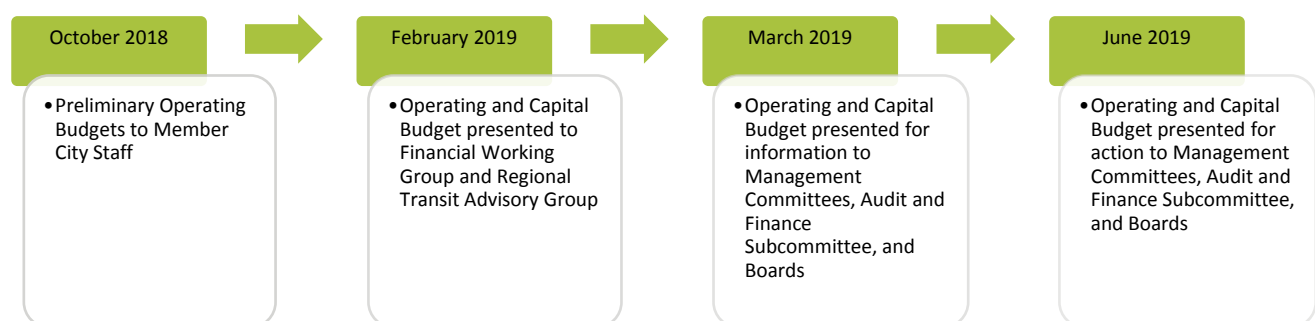 October 2018
•Preliminary Operating
Budgets to Member
City Staff
February 2019
•Operating and Capital
Budget presented to
Financial Working
Group and Regional
Transit Advisory Group
March 2019
•Operating and Capital
Budget presented for
information to
Management
Committees, Audit and
Finance
Subcommittee, and
Boards
June 2019
•Operating and Capital
Budget presented for
action to Management
Committees, Audit and
Finance Subcommittee,
and Boards